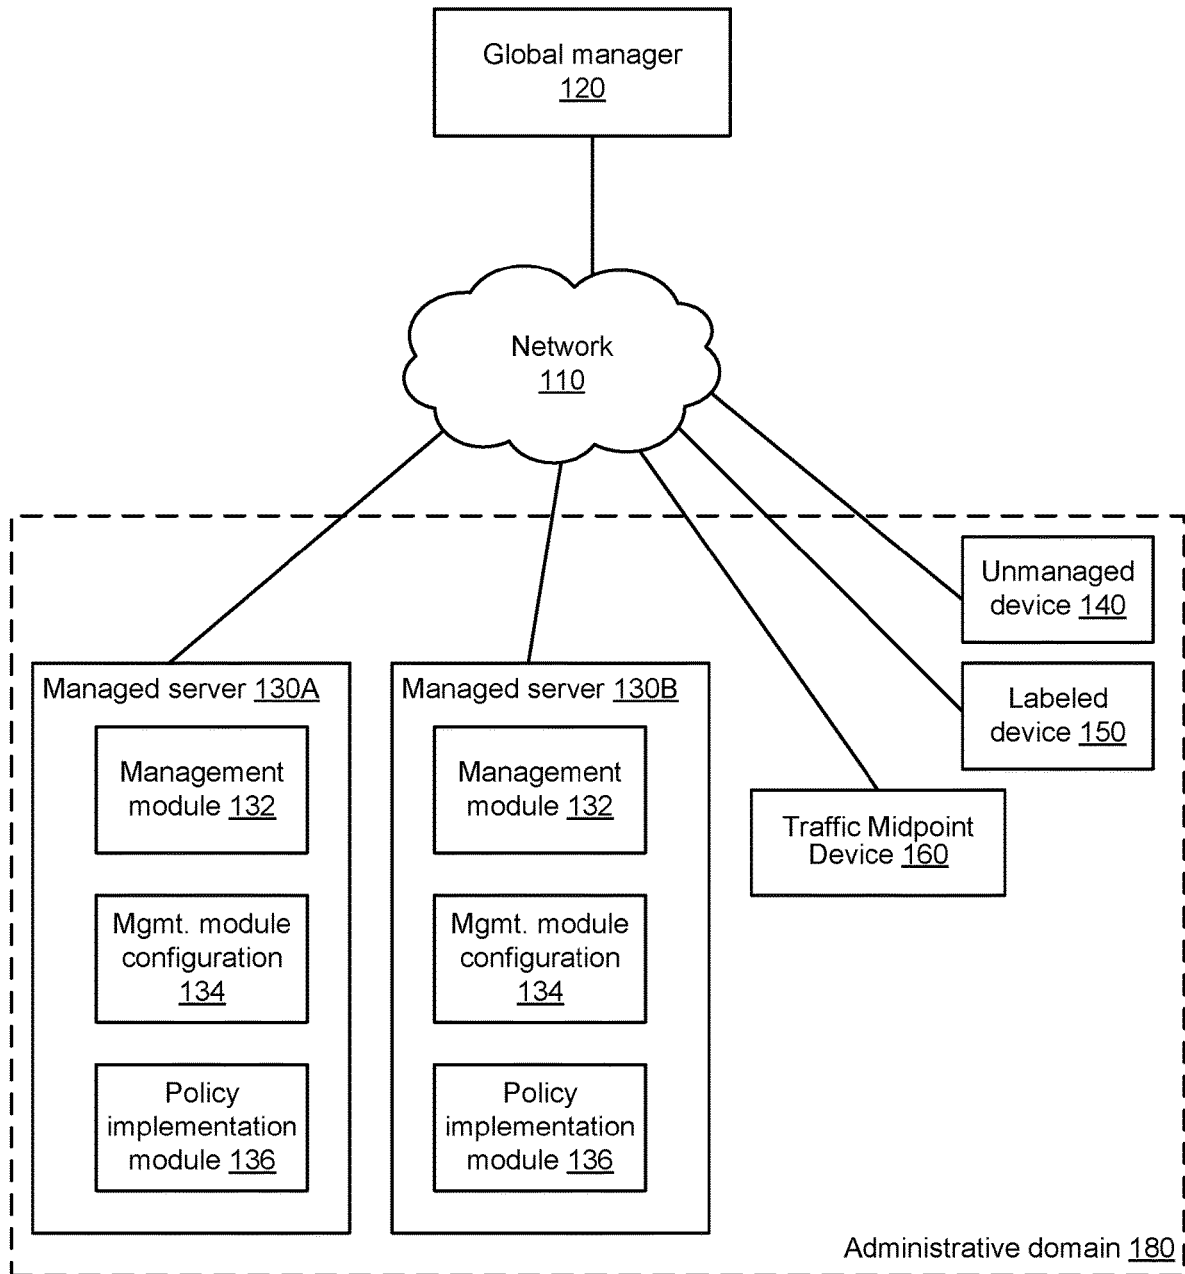 Global manager
120
Network
110
Unmanaged
device 140
Labeled
device 150
Traffic Midpoint
Device 160
Managed server 130A
Management
module 132
Mgmt. module
configuration
134
Policy
implementation
module 136
Managed server 130B
Management
module 132
Mgmt. module
configuration
134
Policy
implementation
module 136
Administrative domain 180